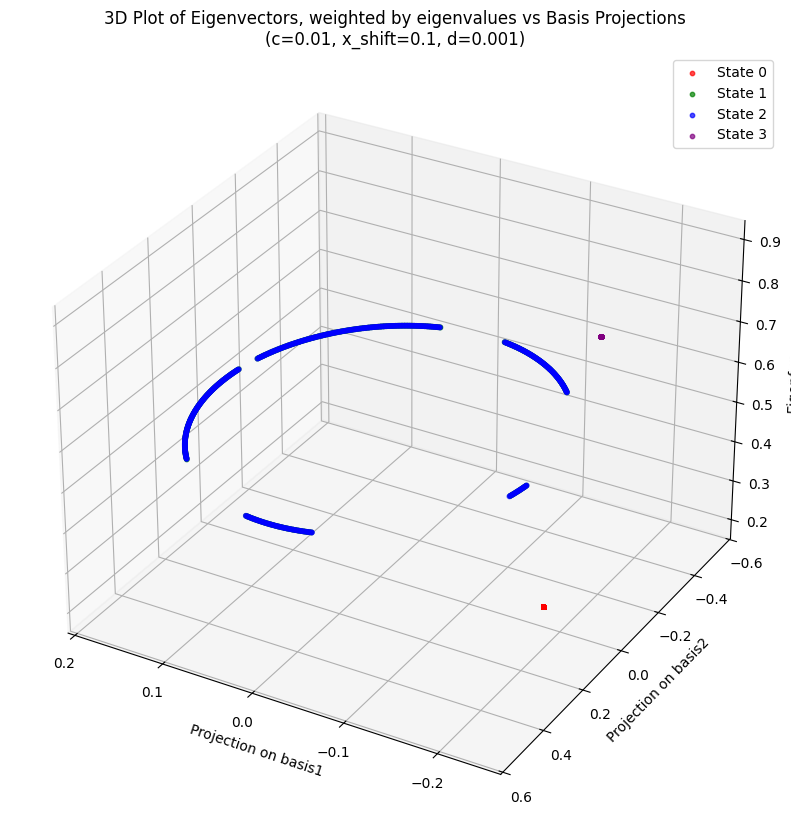 3D Plot of Eigenvectors, weighted by eigenvalues vs Basis Projections
(c=0.01, x_shift=0.1, d=0.001)
State 0
State 1
State 2
State 3
0.9
0.8
0.7
0.6
0.5
0.4
0.3
0.2
−0.6
−0.4
−0.2
0.0
0.2
0.4
0.6
Projection on basis2
0.2
0.1
0.0
−0.1
−0.2
Projection on basis1